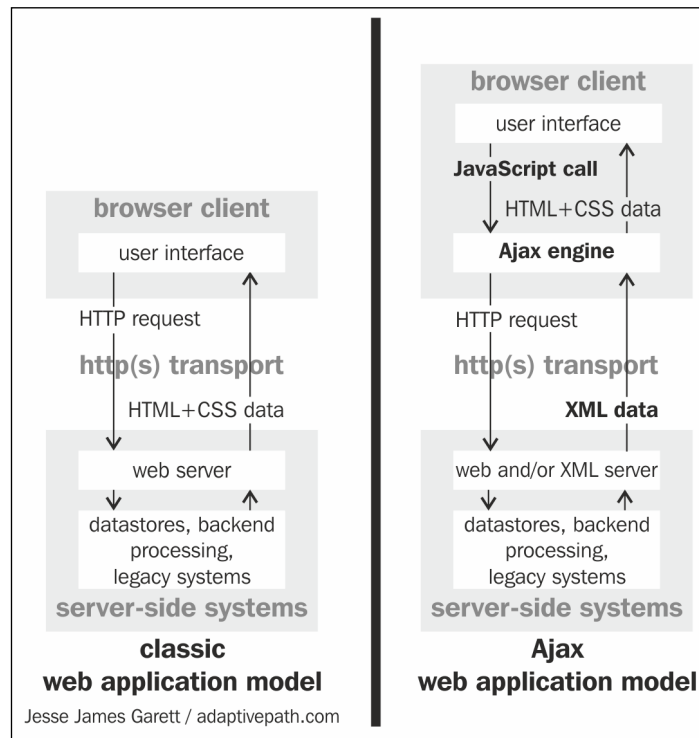 browser client
user interface
HTTP request
http(s) transport
HTML+CSS data
web server
datastores, backend
processing,
legacy systems
server-side systems
classic
web application model
Jesse James Garett / adaptivepath.com
browser client
user interface
JavaScript call
HTML+CSS data
Ajax engine
HTTP request
http(s) transport
XML data
web and/or XML server
datastores, backend
processing,
legacy systems
server-side systems
Ajax
web application model